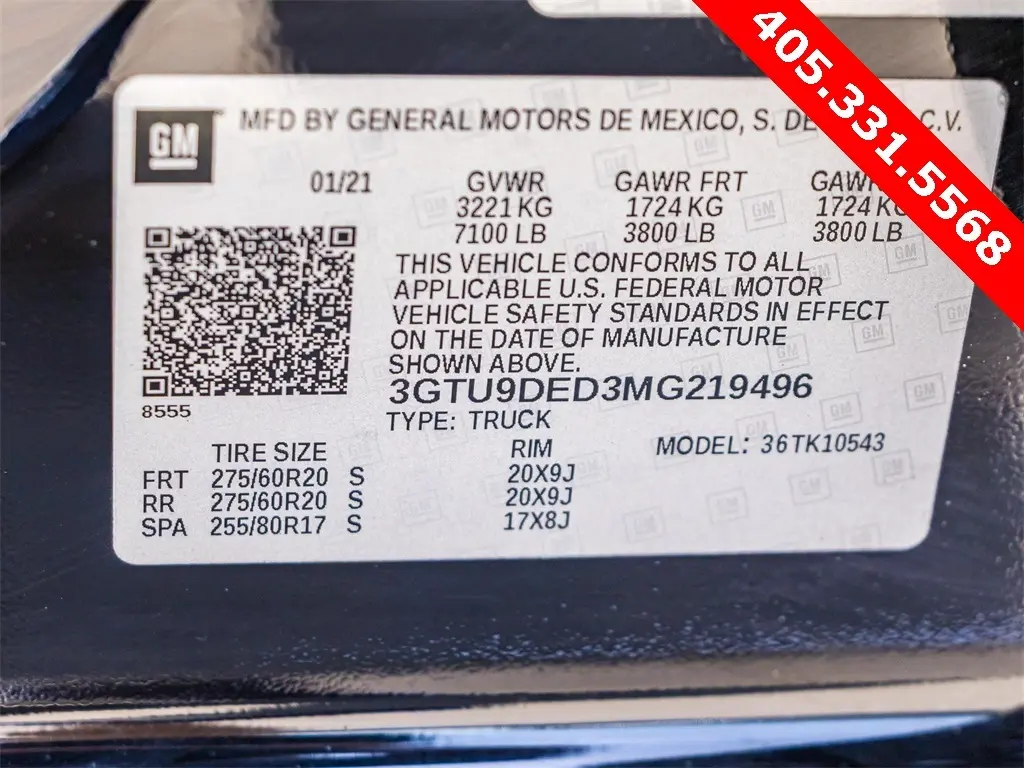 405.331.5568
GM MFD BY GENERAL MOTORS DE MEXICO, S. DE C.V.
01/21 GVWR GAWR FRT GAWR
3221 KG 1724 KG 1724 KG
7100 LB 3800 LB 3800 LB
THIS VEHICLE CONFORMS TO ALL
APPLICABLE U.S. FEDERAL MOTOR
VEHICLE SAFETY STANDARDS IN EFFECT
ON THE DATE OF MANUFACTURE
SHOWN ABOVE.
3GTU9DED3MG219496
8555
TYPE: TRUCK
TIRE SIZE RIM MODEL: 36TK10543
FRT 275/60R20 S 20X9J
RR 275/60R20 S 20X9J
SPA 255/80R17 S 17X8J